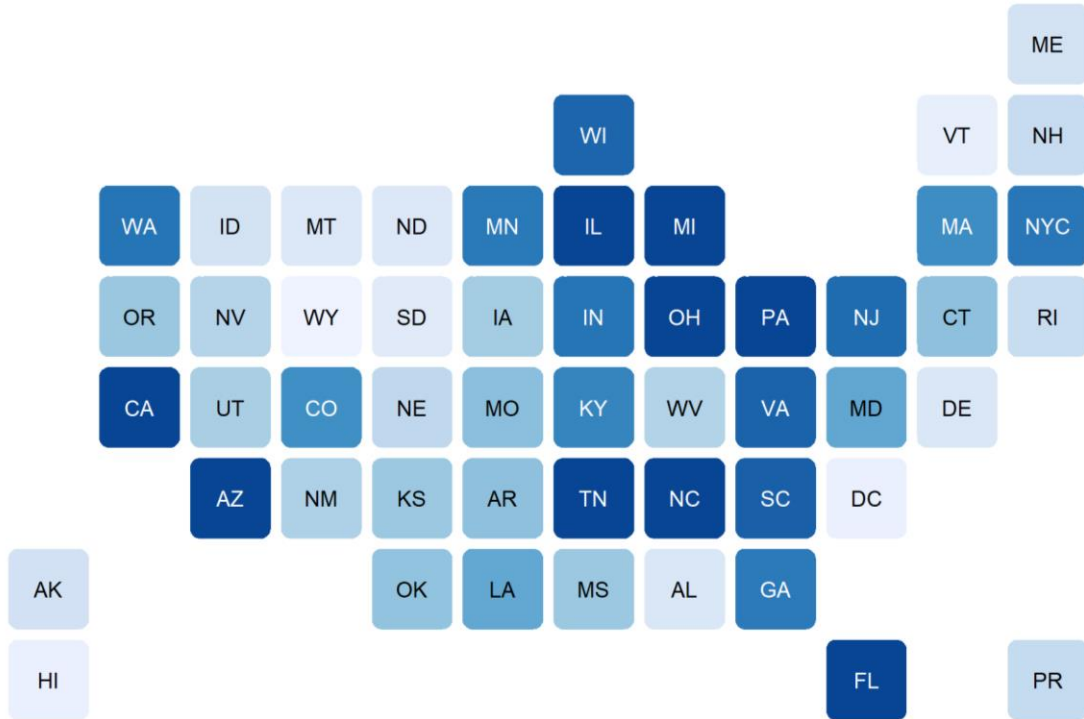 ME
WI VT NH
WA ID MT ND MN IL MI MA NYC
OR NV WY SD IA IN OH PA NJ CT RI
CA UT CO NE MO KY WV VA MD DE
AZ NM KS AR TN NC SC DC
AK OK LA MS AL GA
HI FL PR